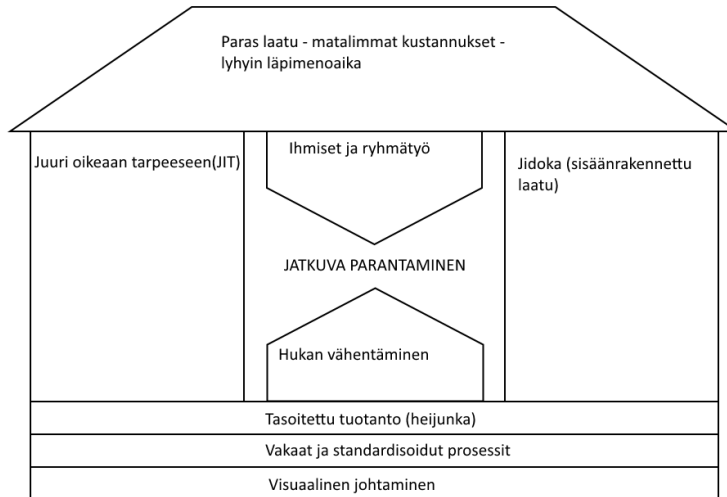 Paras laatu - matalimmat kustannukset -
lyhyin läpimenoaika
Juuri oikeaan tarpeeseen(JIT)
Ihmiset ja ryhmätyö
Jidoka (sisäänrakennettu
laatu)
JATKUVA PARANTAMINEN
Hukan vähentäminen
Tasoitettu tuotanto (heijunka)
Vakaat ja standardisoidut prosessit
Visuaalinen johtaminen